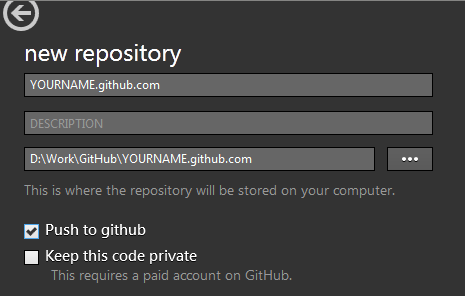 new repository
YOURNAME.github.com
DESCRIPTION
D:\Work\GitHub\YOURNAME.github.com
...
This is where the repository will be stored on your computer.
Push to github
Keep this code private
This requires a paid account on GitHub.